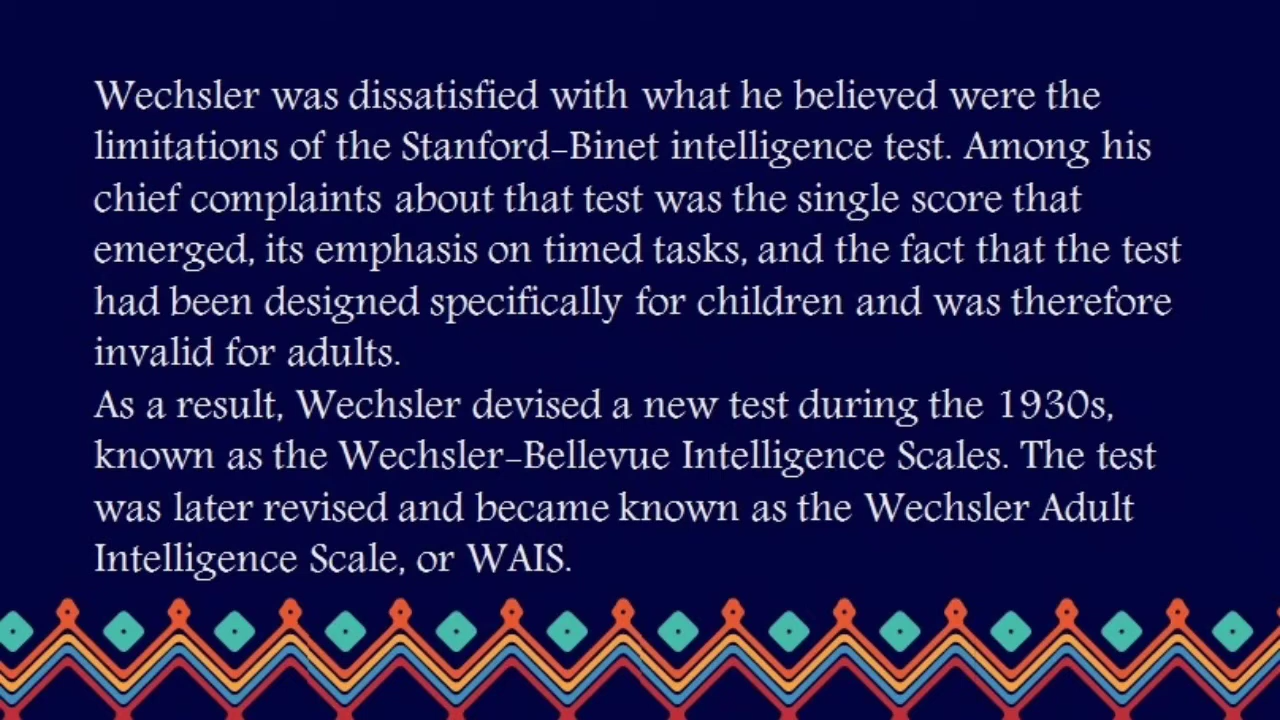 Wechsler was dissatisfied with what he believed were the
limitations of the Stanford-Binet intelligence test. Among his
chief complaints about that test was the single score that
emerged, its emphasis on timed tasks, and the fact that the test
had been designed specifically for children and was therefore
invalid for adults.
As a result, Wechsler devised a new test during the 1930s,
known as the Wechsler-Bellevue Intelligence Scales. The test
was later revised and became known as the Wechsler Adult
Intelligence Scale, or WAIS.